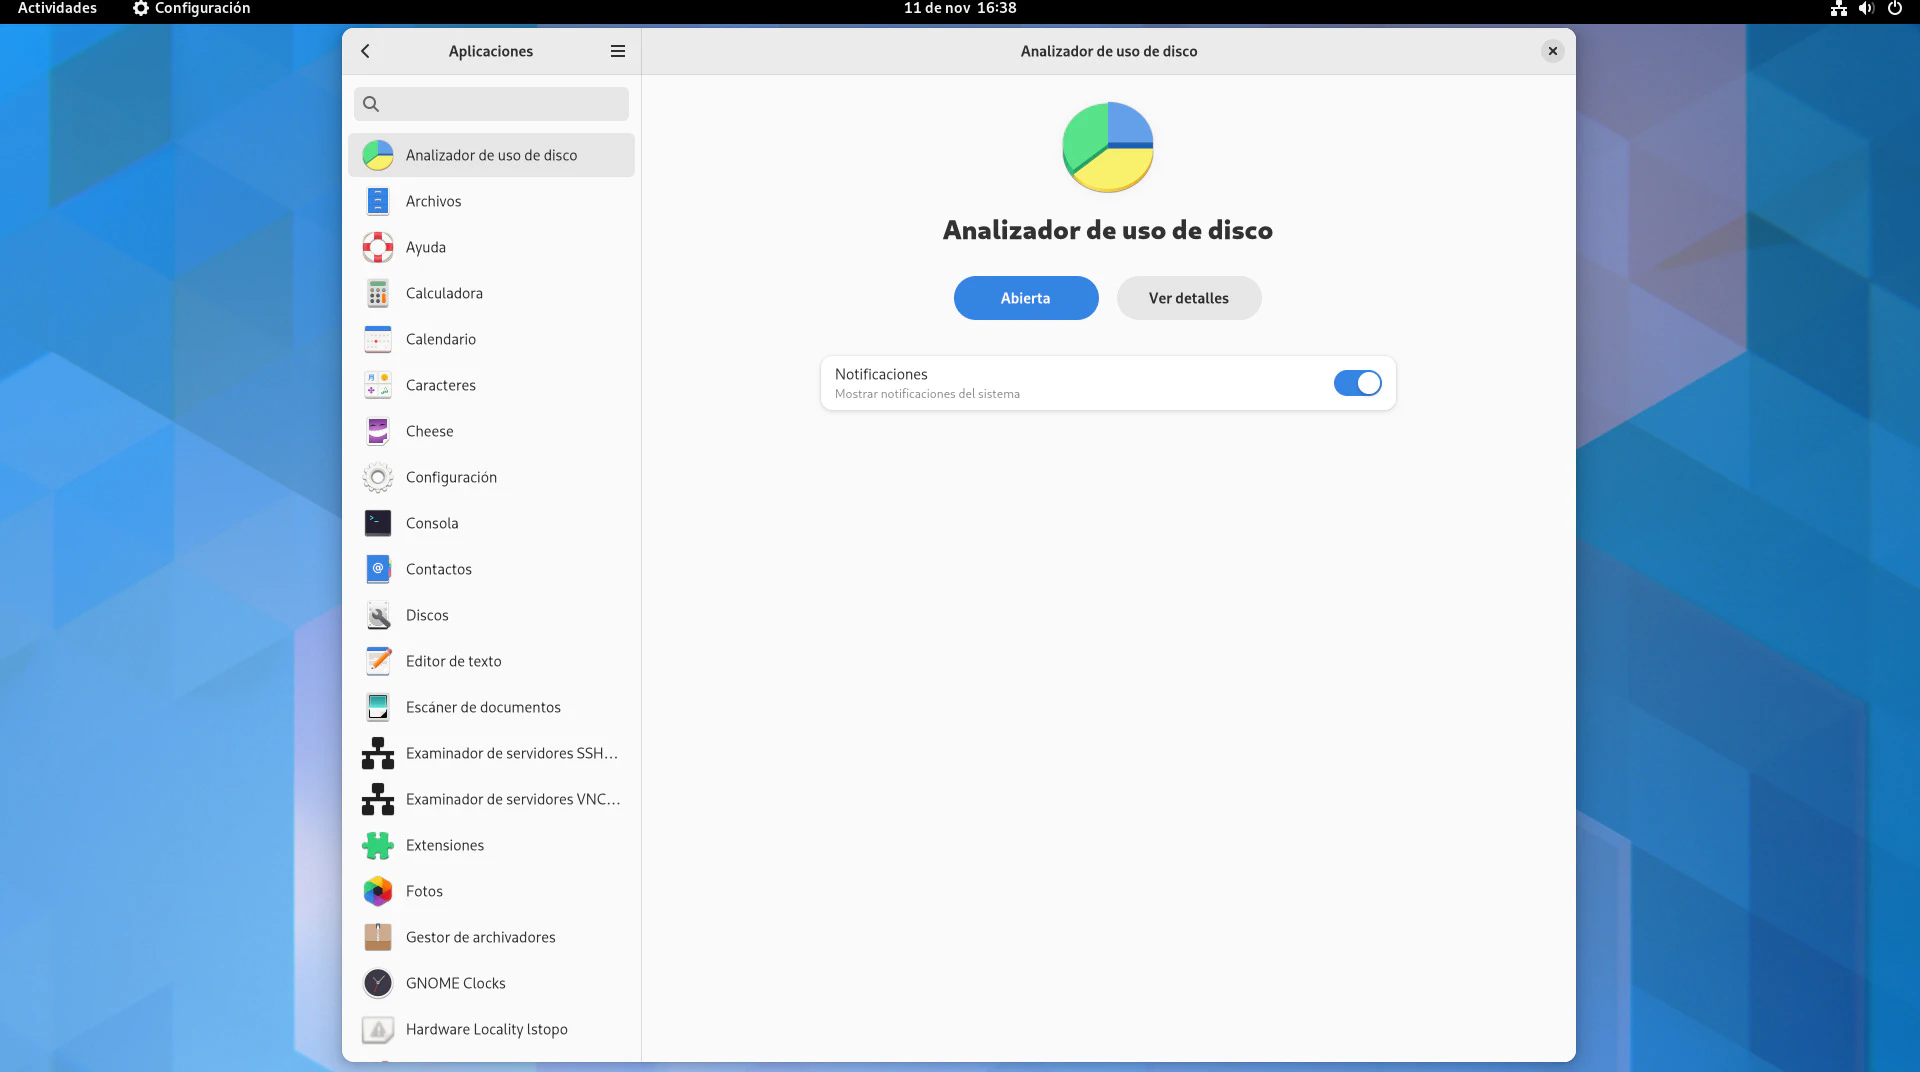 Actividades
Configuración
11 de nov 16:38
Aplicaciones
Analizador de uso de disco
Analizador de uso de disco
Archivos
Ayuda
Calculadora
Calendario
Caracteres
Cheese
Configuración
Consola
Contactos
Discos
Editor de texto
Escáner de documentos
Examinador de servidores SSH…
Examinador de servidores VNC…
Extensiones
Fotos
Gestor de archivadores
GNOME Clocks
Hardware Locality lstopo
Analizador de uso de disco
Abierta
Ver detalles
Notificaciones
Mostrar notificaciones del sistema